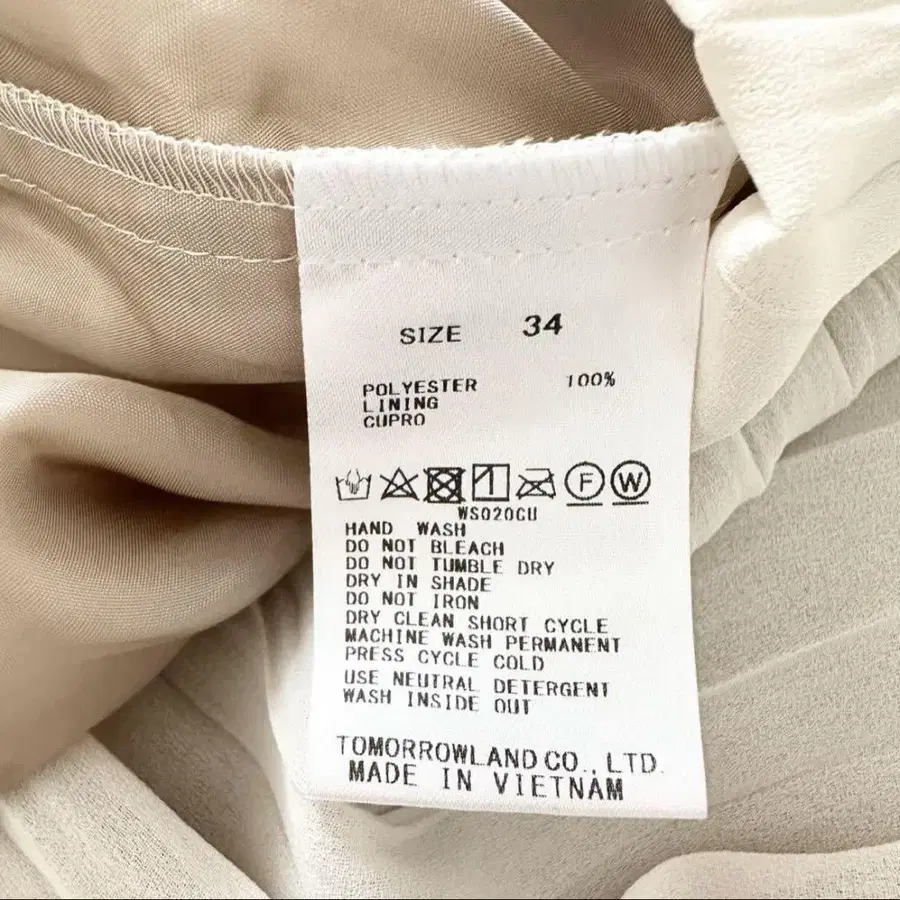 SIZE 34
POLYESTER 100%
LINING
CUPRO
F W
WS020CU
HAND WASH
DO NOT BLEACH
DO NOT TUMBLE DRY
DRY IN SHADE
DO NOT IRON
DRY CLEAN SHORT CYCLE
MACHINE WASH PERMANENT
PRESS CYCLE COLD
USE NEUTRAL DETERGENT
WASH INSIDE OUT
TOMORROWLAND CO., LTD.
MADE IN VIETNAM